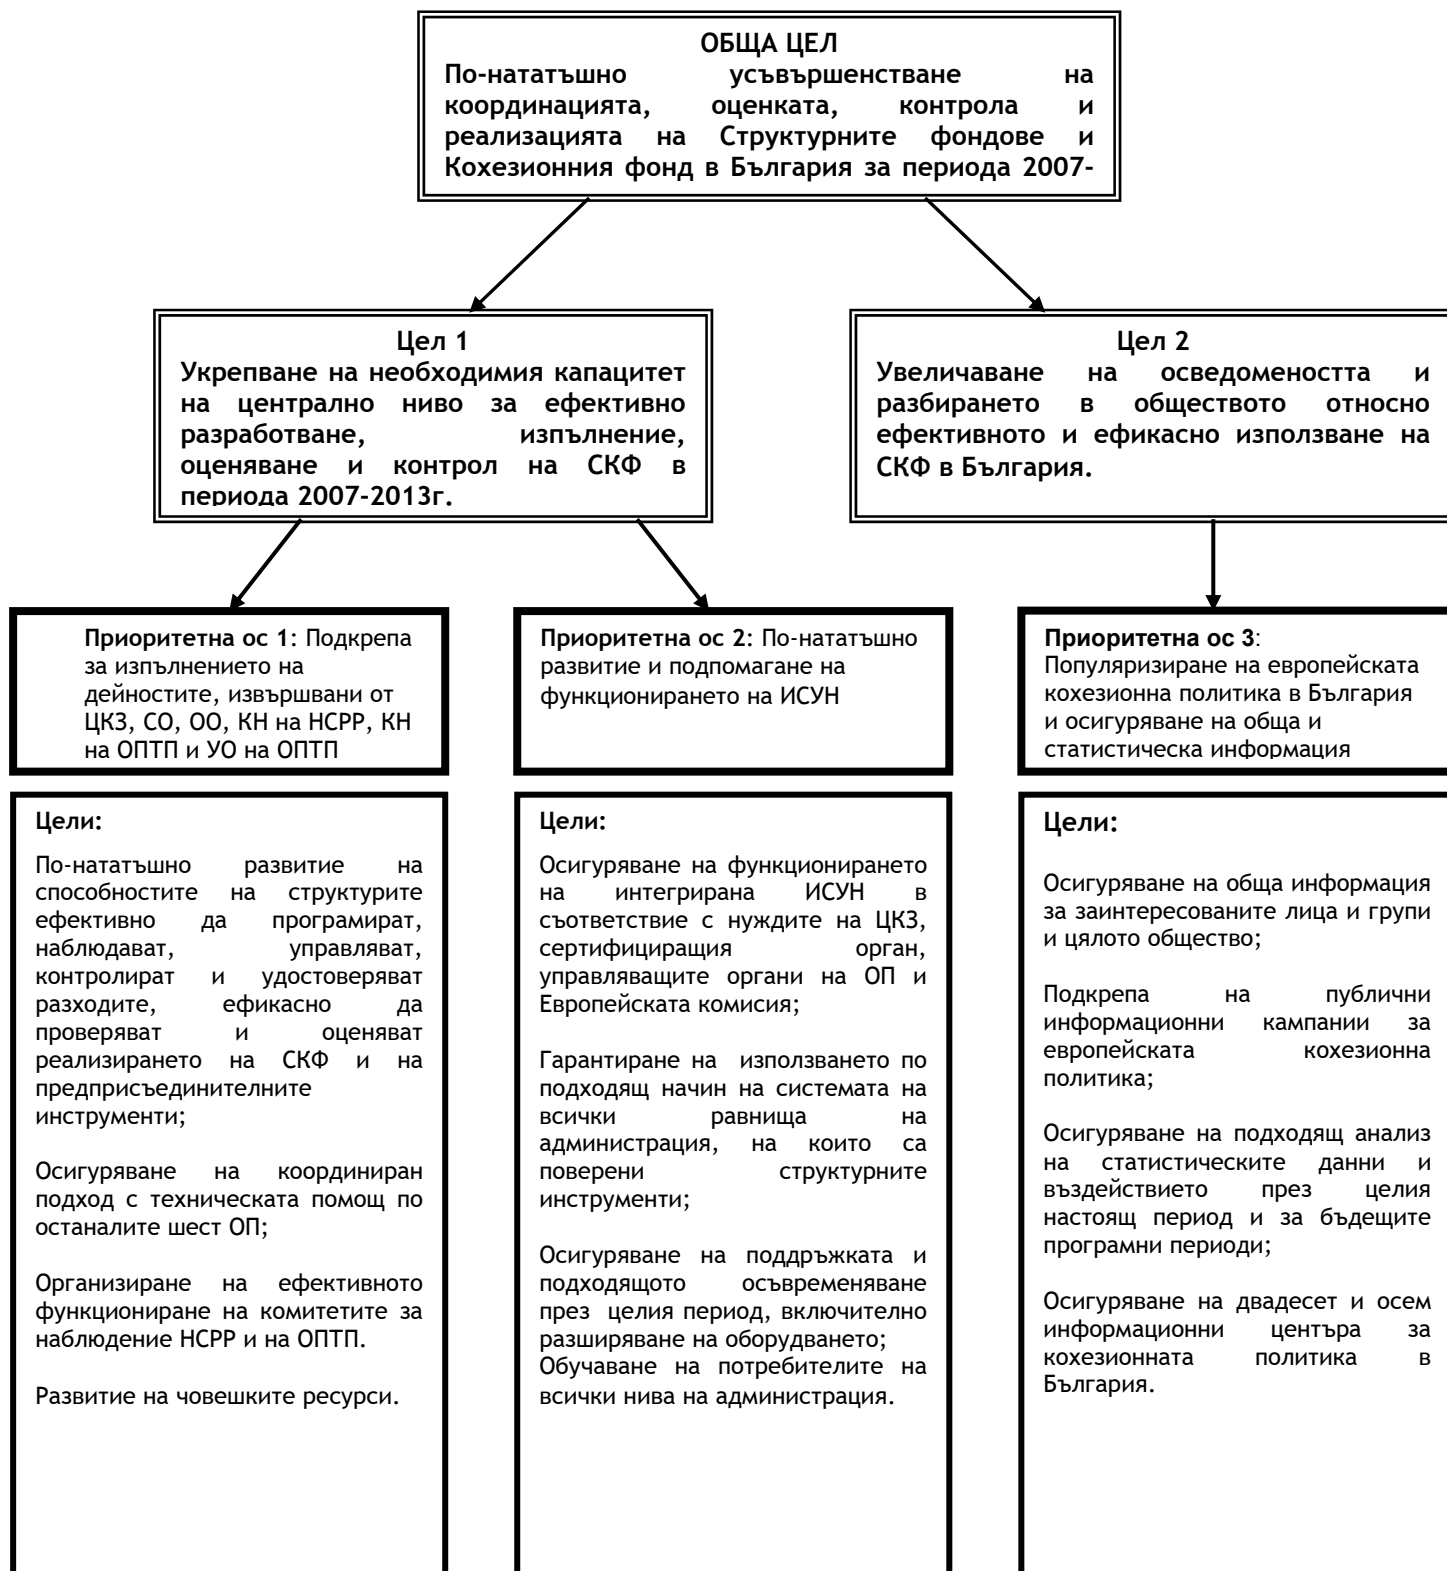 ОБЩА ЦЕЛ
По-нататъшно усъвършенстване на
координацията, оценката, контрола и
реализацията на Структурните фондове и
Кохезионния фонд в България за периода 2007-
Цел 1
Укрепване на необходимия капацитет
на централно ниво за ефективно
разработване, изпълнение,
оценяване и контрол на СКФ в
периода 2007-2013г.
Цел 2
Увеличаване на осведомеността и
разбирането в обществото относно
ефективното и ефикасно използване на
СКФ в България.
Приоритетна ос 1: Подкрепа
за изпълнението на
дейностите, извършвани от
ЦКЗ, СО, ОО, КН на НСРР, КН
на ОПТП и УО на ОПТП
Приоритетна ос 2: По-нататъшно
развитие и подпомагане на
функционирането на ИСУН
Приоритетна ос 3:
Популяризиране на европейската
кохезионна политика в България
и осигуряване на обща и
статистическа информация
Цели:
По-нататъшно развитие на
способностите на структурите
ефективно да програмират,
наблюдават, управляват,
контролират и удостоверяват
разходите, ефикасно да
проверяват и оценяват
реализирането на СКФ и на
предприсъединителните
инструменти;
Осигуряване на координиран
подход с техническата помощ по
останалите шест ОП;
Организиране на ефективното
функциониране на комитетите за
наблюдение НСРР и на ОПТП.
Развитие на човешките ресурси.
Цели:
Осигуряване на функционирането
на интегрирана ИСУН в
съответствие с нуждите на ЦКЗ,
сертифициращия орган,
управляващите органи на ОП и
Европейската комисия;
Гарантиране на използването по
подходящ начин на системата на
всички равнища на
администрация, на които са
поверени структурните
инструменти;
Осигуряване на поддръжката и
подходящото осъвременяване
през целия период, включително
разширяване на оборудването;
Обучаване на потребителите на
всички нива на администрация.
Цели:
Осигуряване на обща информация
за заинтересованите лица и групи
и цялото общество;
Подкрепа на публични
информационни кампании за
европейската кохезионна
политика;
Осигуряване на подходящ анализ
на статистическите данни и
въздействието през целия
настоящ период и за бъдещите
програмни периоди;
Осигуряване на двадесет и осем
информационни центъра за
кохезионната политика в
България.